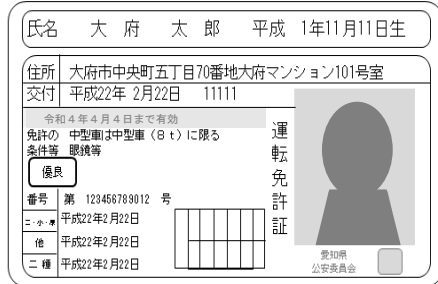 氏名 大府 太郎 平成 1年11月11日生
住所 大府市中央町五丁目70番地大府マンション101号室
交付 平成22年 2月22日 11111
令和4年4月4日まで有効
免許の 中型車は中型車(8t)に限る
条件等 眼鏡等
優良
番号 第 123456789012 号
二・小・原 平成22年2月22日
他 平成22年2月22日
二種 平成22年2月22日
運転免許証
愛知県
公安委員会